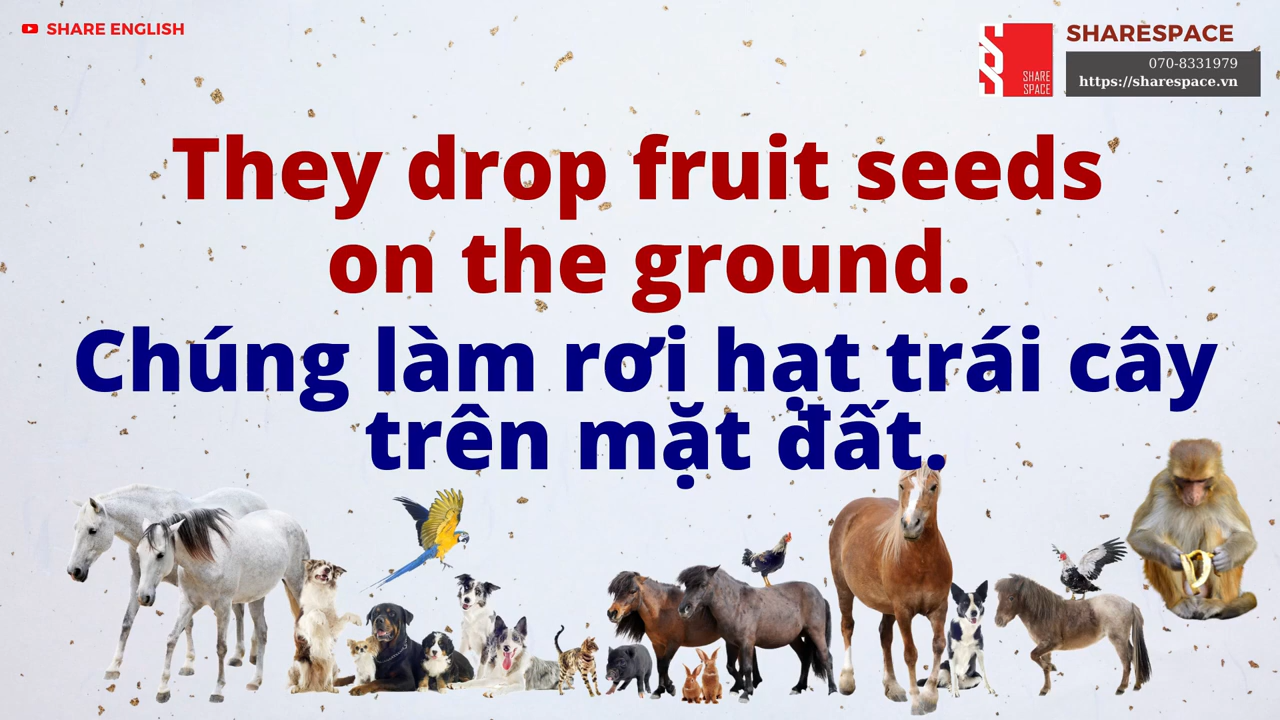 SHARE ENGLISH
SHARE
SPACE
SHARESPACE
070-8331979
https://sharespace.vn
They drop fruit seeds
on the ground.
Chúng làm rơi hạt trái cây
trên mặt đất.